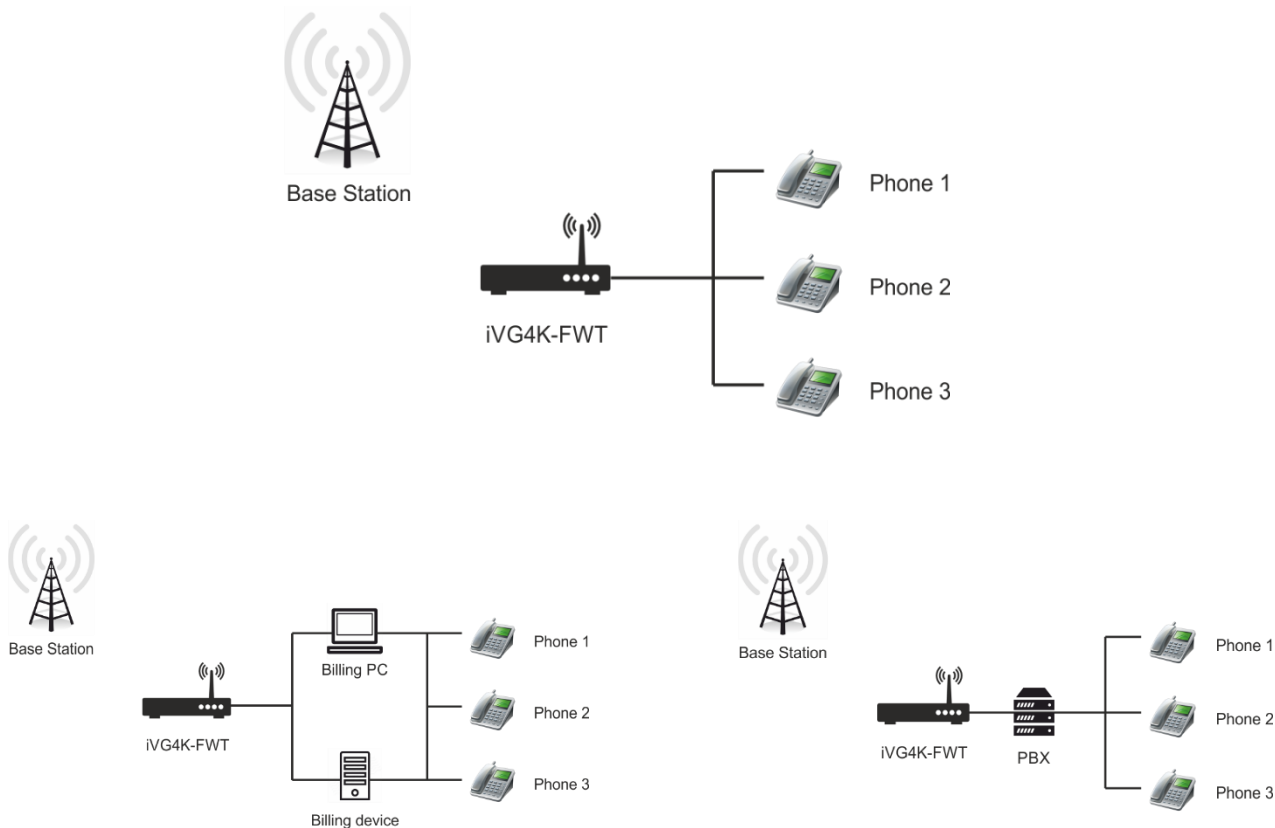 Base Station
Phone 1
Phone 2
iVG4K-FWT
Phone 3
Base Station
Phone 1
Billing PC
Phone 2
iVG4K-FWT
Phone 3
Billing device
Base Station
Phone 1
Phone 2
iVG4K-FWT
PBX
Phone 3